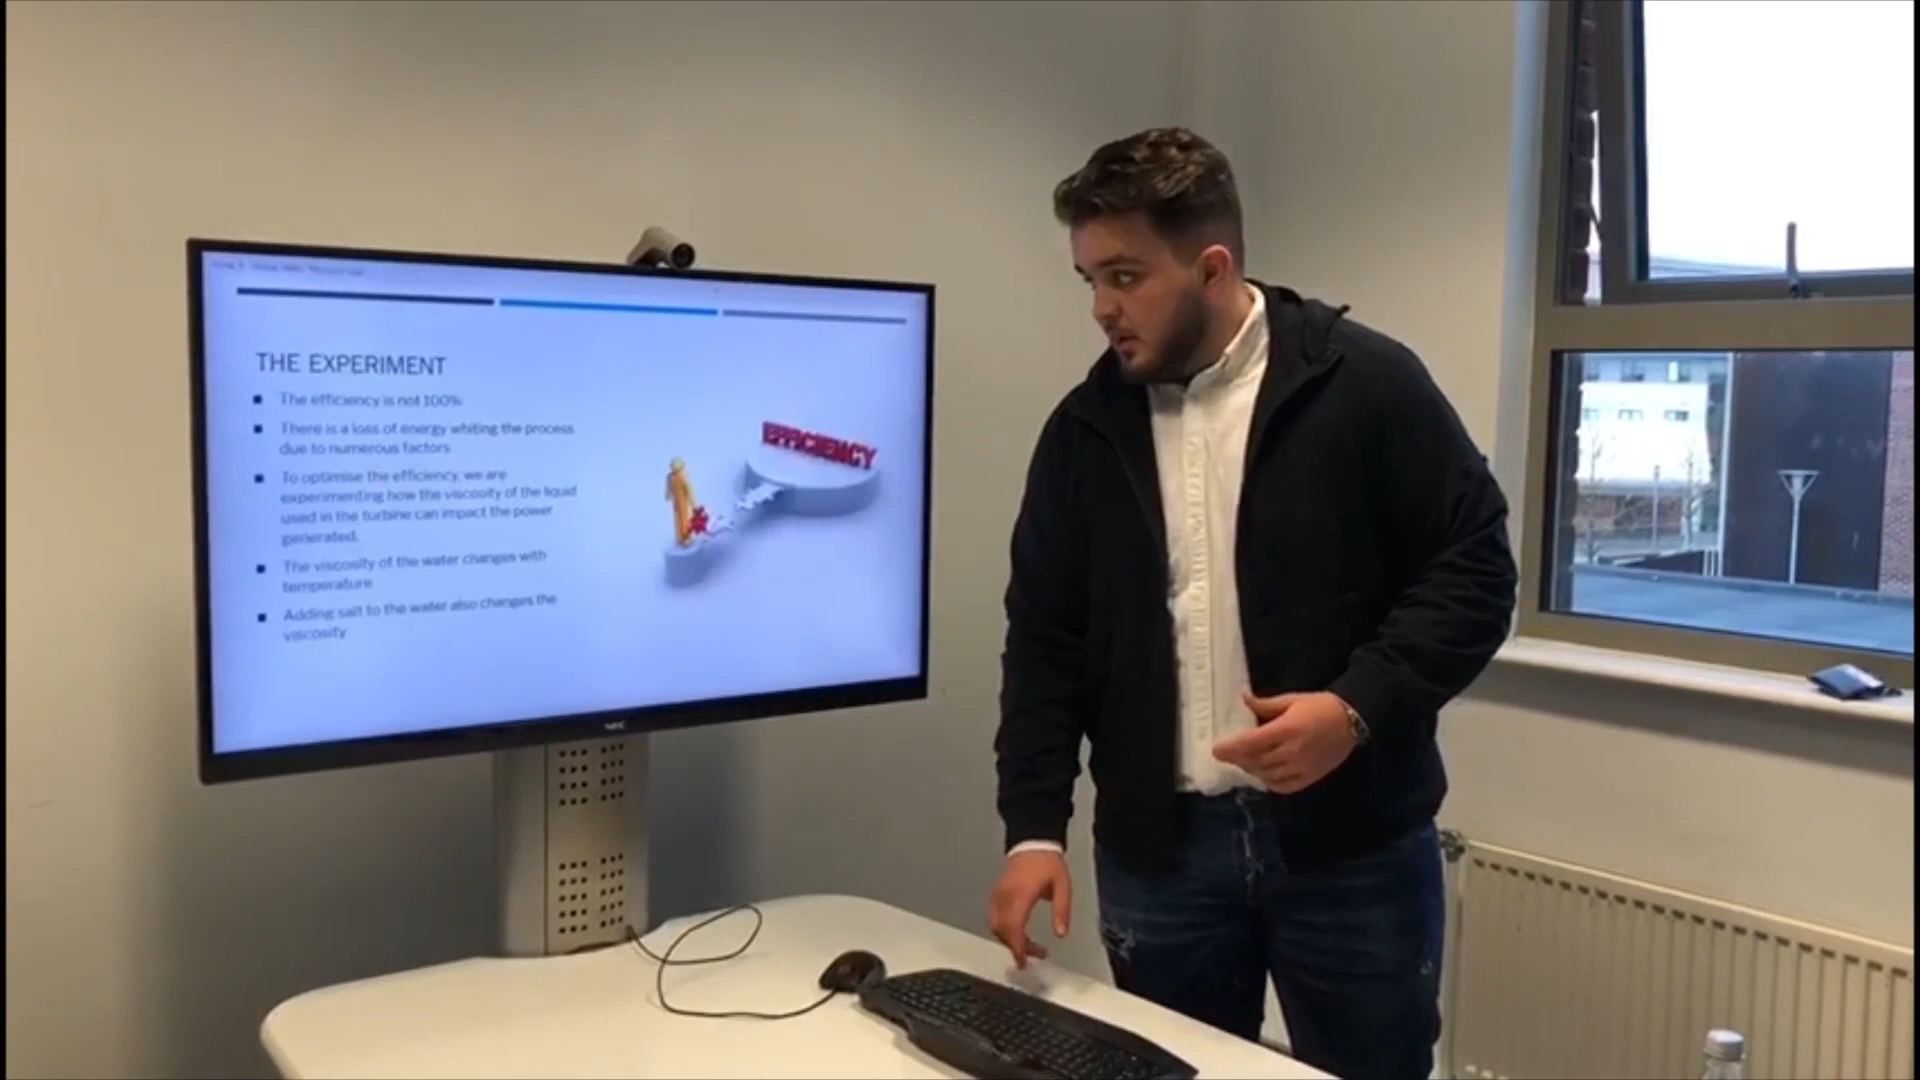 THE EXPERIMENT
The efficiency is not 100%
There is a loss of energy whiting the process
due to numerous factors
To optimise the efficiency, we are
experimenting how the viscosity of the liquid
used in the turbine can impact the power
generated.
The viscosity of the water changes with
temperature
Adding salt to the water also changes the
viscosity
EFFICIENCY
NEC